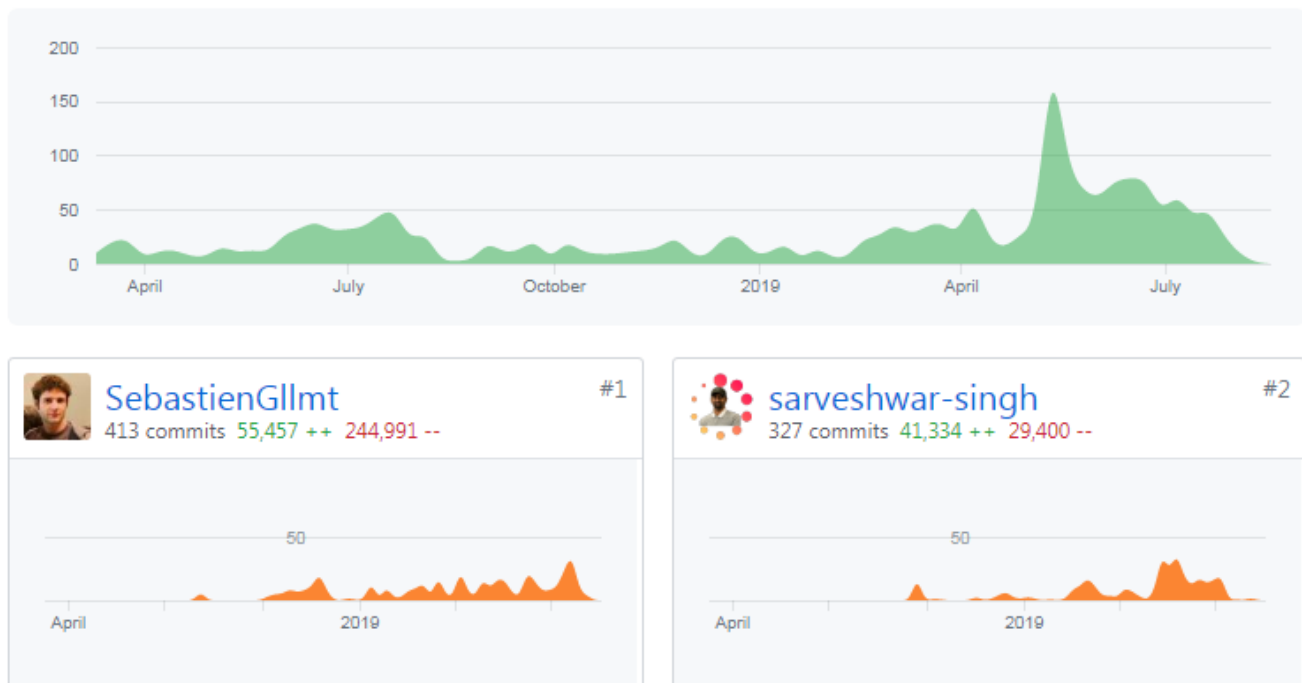 200
150
100
50
0
April July October 2019 April July
SebastienGllmt #1
413 commits 55,457 ++ 244,991 --
50
April 2019
sarveshwar-singh #2
327 commits 41,334 ++ 29,400 --
50
April 2019